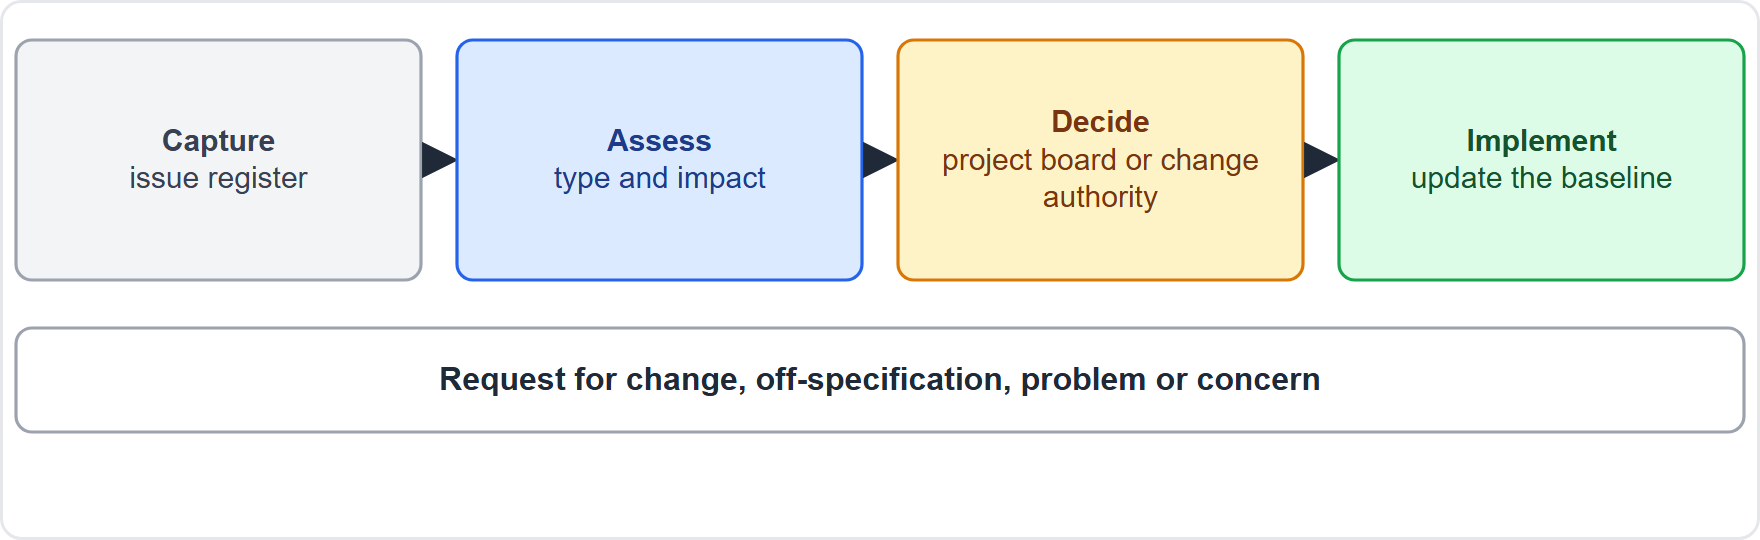 Capture
issue register
Assess
type and impact
Decide
project board or change
authority
Implement
update the baseline
Request for change, off-specification, problem or concern